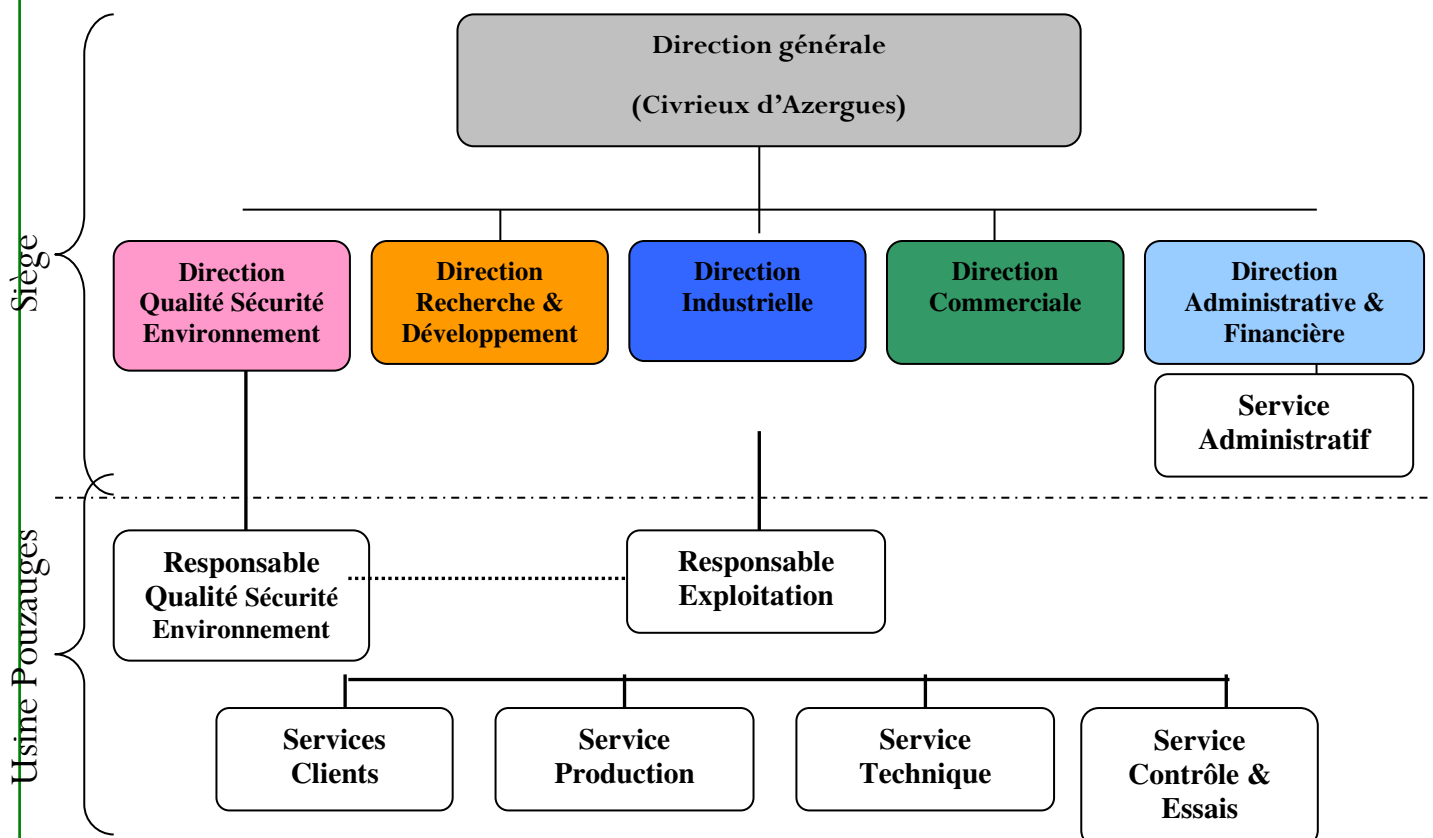 Direction générale
(Civrieux d’Azergues)
Siège
Direction
Qualité Sécurité
Environnement
Direction
Recherche &
Développement
Direction
Industrielle
Direction
Commerciale
Direction
Administrative &
Financière
Service
Administratif
Usine Pouzauges
Responsable
Qualité Sécurité
Environnement
Responsable
Exploitation
Services
Clients
Service
Production
Service
Technique
Service
Contrôle &
Essais